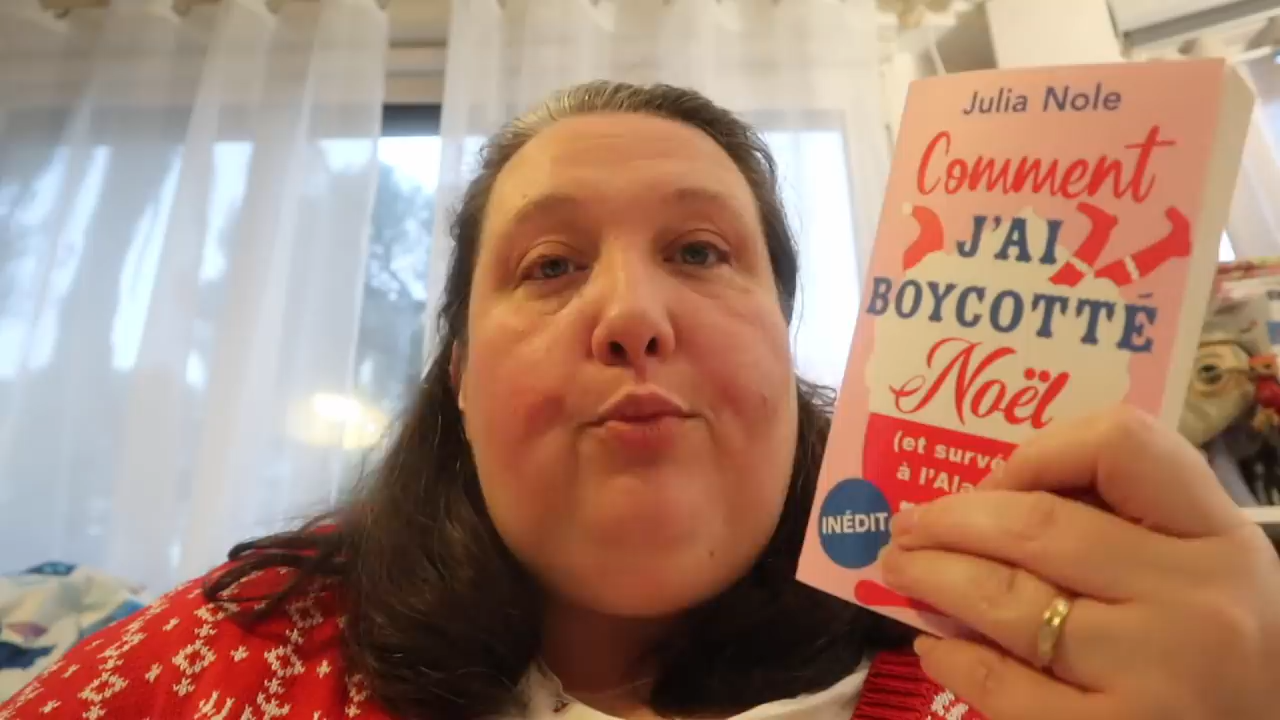 Julia Nole
Comment
J'AI
BOYCOTTÉ
Noël
(et survé
à l'Ala
INÉDIT